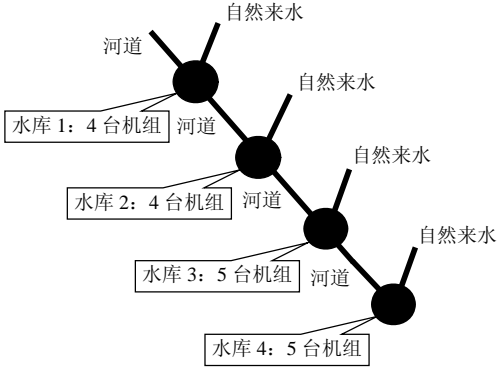 自然来水
河道
自然来水
水库 1：4 台机组
河道
自然来水
水库 2：4 台机组
河道
自然来水
水库 3：5 台机组
河道
水库 4：5 台机组